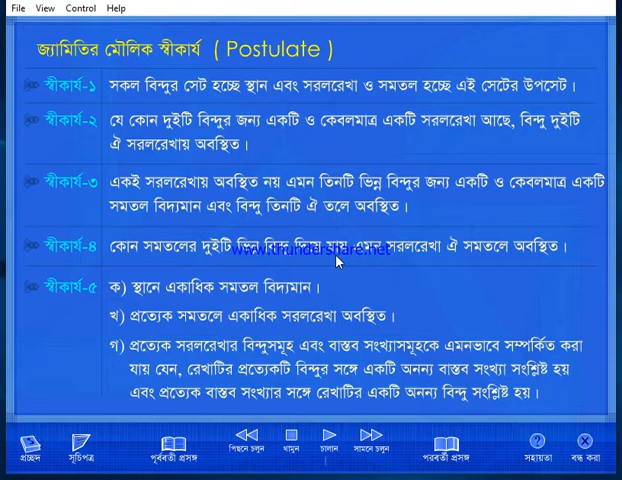 File View Control Help
জ্যামিতির মৌলিক স্বীকার্য ( Postulate )
স্বীকার্য-১ সকল বিন্দুর সেট হচ্ছে স্থান এবং সরলরেখা ও সমতল হচ্ছে এই সেটের উপসেট।
স্বীকার্য-২ যে কোন দুইটি বিন্দুর জন্য একটি ও কেবলমাত্র একটি সরলরেখা আছে, বিন্দু দুইটি
ঐ সরলরেখায় অবস্থিত।
স্বীকার্য-৩ একই সরলরেখায় অবস্থিত নয় এমন তিনটি ভিন্ন বিন্দুর জন্য একটি ও কেবলমাত্র একটি
সমতল বিদ্যমান এবং বিন্দু তিনটি ঐ তলে অবস্থিত।
স্বীকার্য-৪ কোন সমতলের দুইটি ভিন্ন বিন্দু দিয়ে যায় এমন সরলরেখা ঐ সমতলে অবস্থিত।
www.thundershare.net
স্বীকার্য-৫ ক) স্থানে একাধিক সমতল বিদ্যমান।
খ) প্রত্যেক সমতলে একাধিক সরলরেখা অবস্থিত।
গ) প্রত্যেক সরলরেখার বিন্দুসমূহ এবং বাস্তব সংখ্যাসমূহকে এমনভাবে সম্পর্কিত করা
যায় যেন, রেখাটির প্রত্যেকটি বিন্দুর সঙ্গে একটি অনন্য বাস্তব সংখ্যা সংশ্লিষ্ট হয়
এবং প্রত্যেক বাস্তব সংখ্যার সঙ্গে রেখাটির একটি অনন্য বিন্দু সংশ্লিষ্ট হয়।
প্রচ্ছদ সূচিপত্র পূর্ববর্তী প্রসঙ্গ পিছনে চলুন থামুন চালান সামনে চলুন পরবর্তী প্রসঙ্গ সহায়তা বন্ধ করা